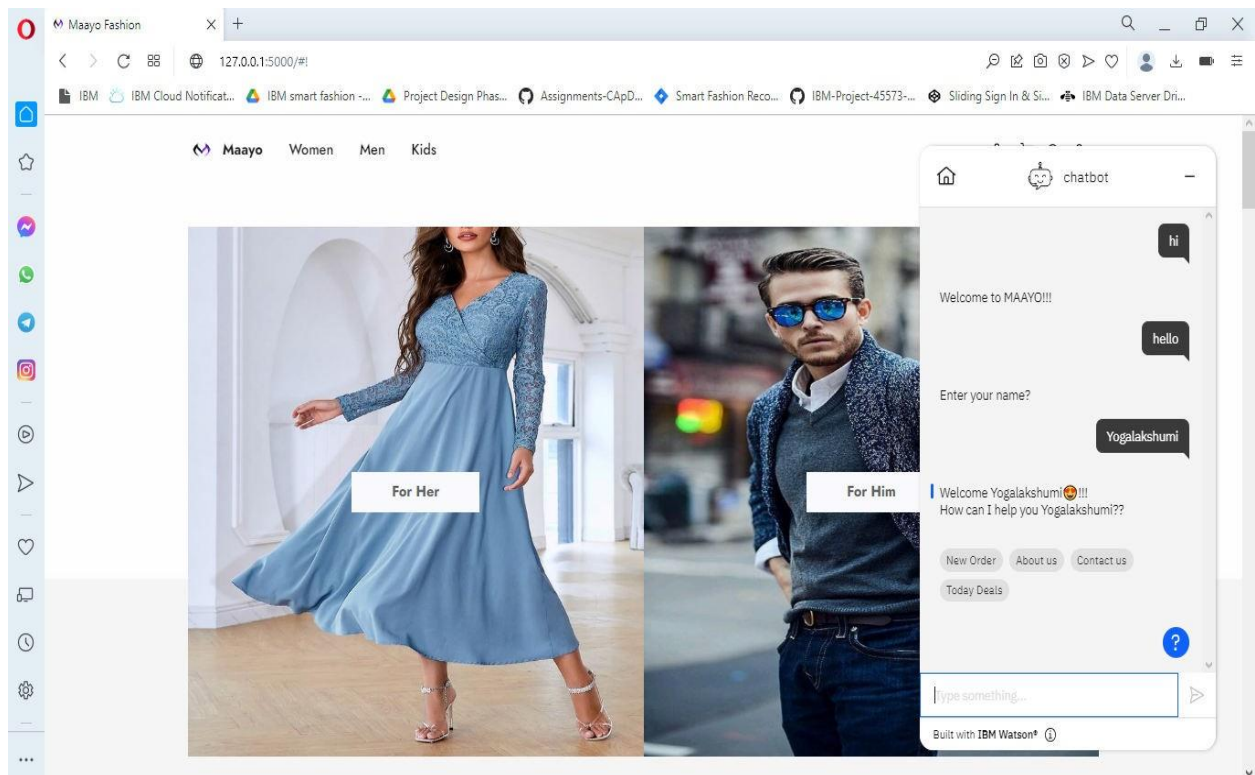 Maayo Fashion
127.0.0.1:5000/#!
IBM
IBM Cloud Notificat...
IBM smart fashion -...
Project Design Phas...
Assignments-CApD...
Smart Fashion Reco...
IBM-Project-45573-...
Sliding Sign In & Si...
IBM Data Server Dri...
Maayo Women Men Kids
For Her
For Him
chatbot
hi
Welcome to MAAYO!!!
hello
Enter your name?
Yogalakshumi
Welcome Yogalakshumi😍!!!
How can I help you Yogalakshumi??
New Order About us Contact us
Today Deals
?
Type something...
Built with IBM Watson®